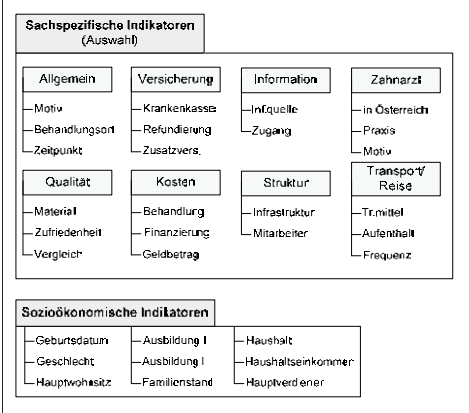 Sachspezifische Indikatoren
(Auswahl)
Allgemein
Motiv
Behandlungsort
Zeitpunkt
Versicherung
Krankenkasse
Refundierung
Zusatzvers.
Information
Inf.quelle
Zugang
Zahnarzt
in Österreich
Praxis
Motiv
Qualität
Material
Zufriedenheit
Vergleich
Kosten
Behandlung
Finanzierung
Geldbetrag
Struktur
Infrastruktur
Mitarbeiter
Transport/
Reise
Tr.mittel
Aufenthalt
Frequenz
Sozioökonomische Indikatoren
Geburtsdatum
Geschlecht
Hauptwohnsitz
Ausbildung I
Ausbildung I
Familienstand
Haushalt
Haushaltseinkommen
Hauptverdiener